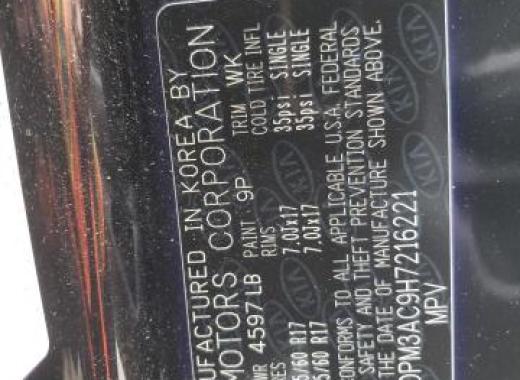 UFACTURED IN KOREA BY
MOTORS CORPORATION
WR 4597LB PAINT: 9P TRIM WK
ES RIMS COLD TIRE INFL
5/60 R17 7.0Jx17 35psi SINGLE
5/60 R17 7.0Jx17 35psi SINGLE
ONFORMS TO ALL APPLICABLE U.S.A. FEDERAL
SAFETY AND THEFT PREVENTION STANDARDS
THE DATE OF MANUFACTURE SHOWN ABOVE.
DPM3AC9H7216221
MPV